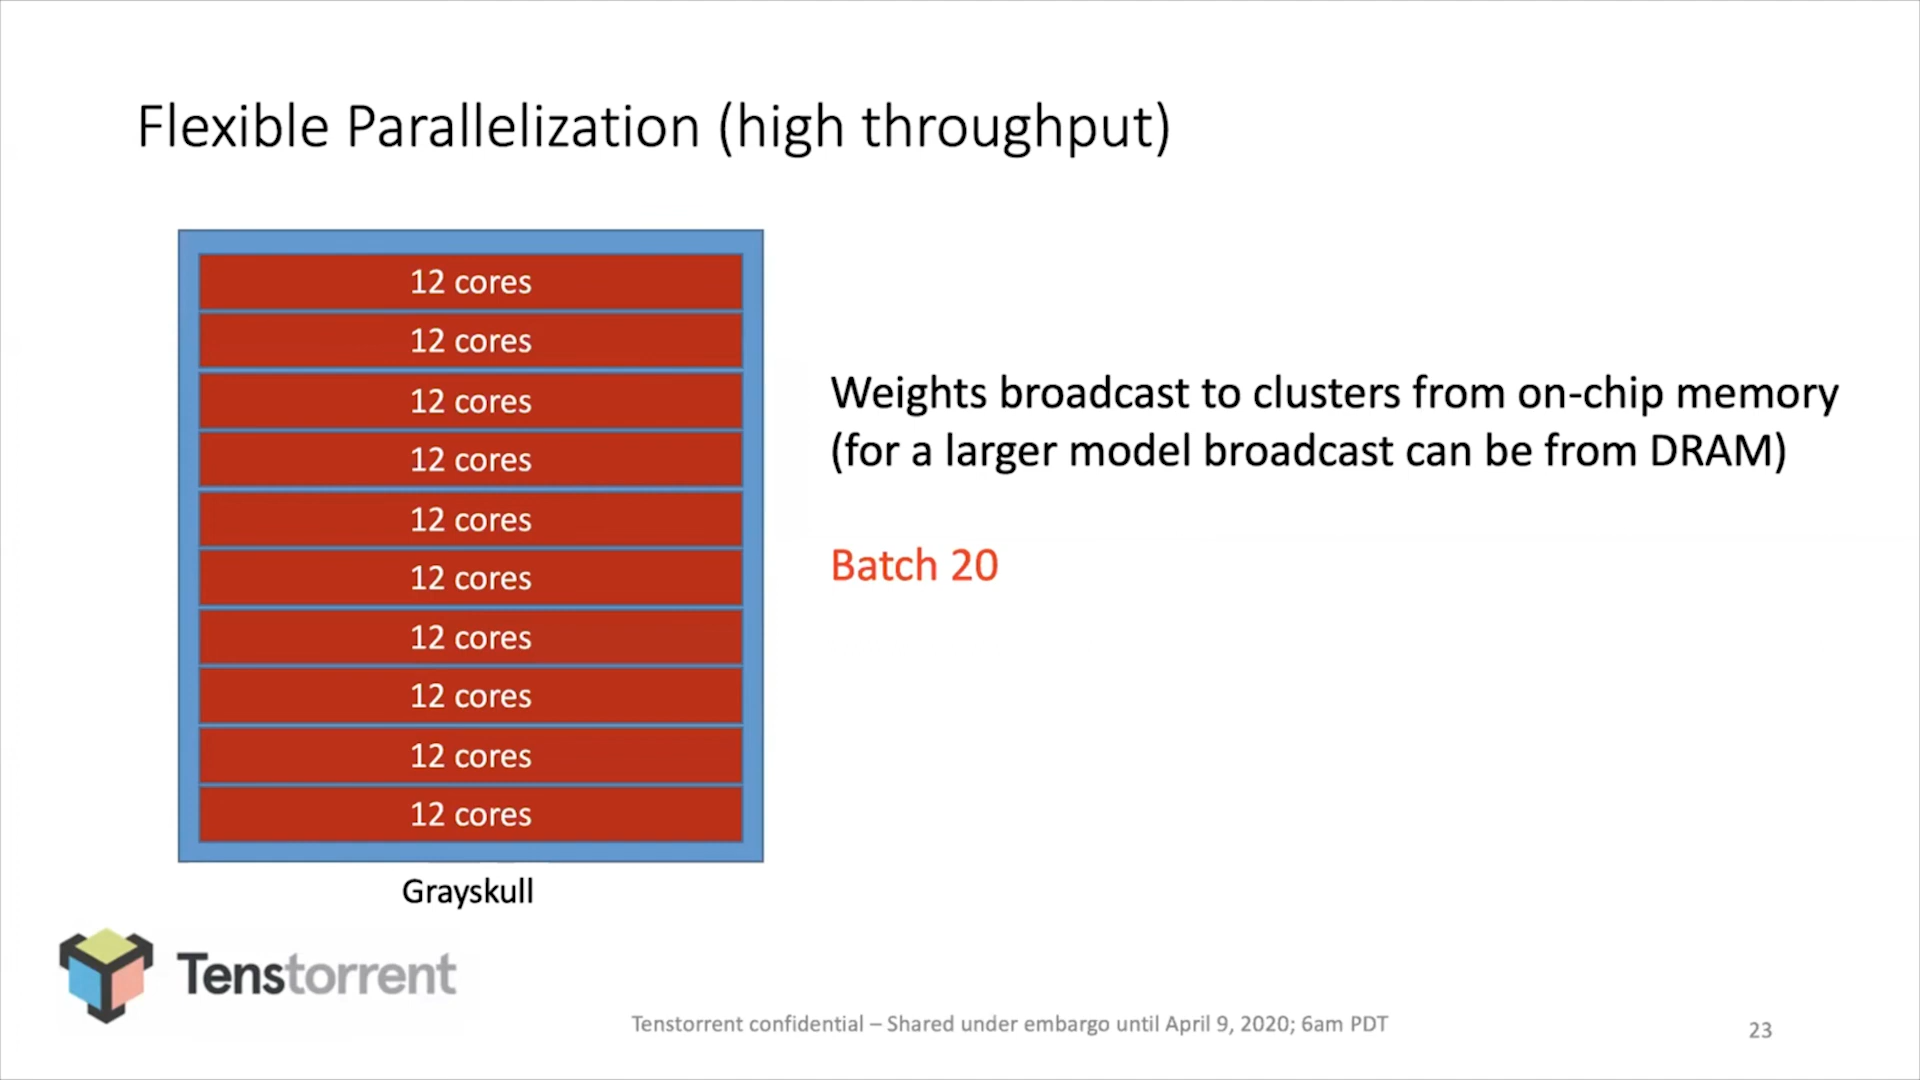 Flexible Parallelization (high throughput)
12 cores
12 cores
12 cores
12 cores
12 cores
12 cores
12 cores
12 cores
12 cores
12 cores
Grayskull
Weights broadcast to clusters from on-chip memory
(for a larger model broadcast can be from DRAM)
Batch 20
Tenstorrent
Tenstorrent confidential – Shared under embargo until April 9, 2020; 6am PDT
23